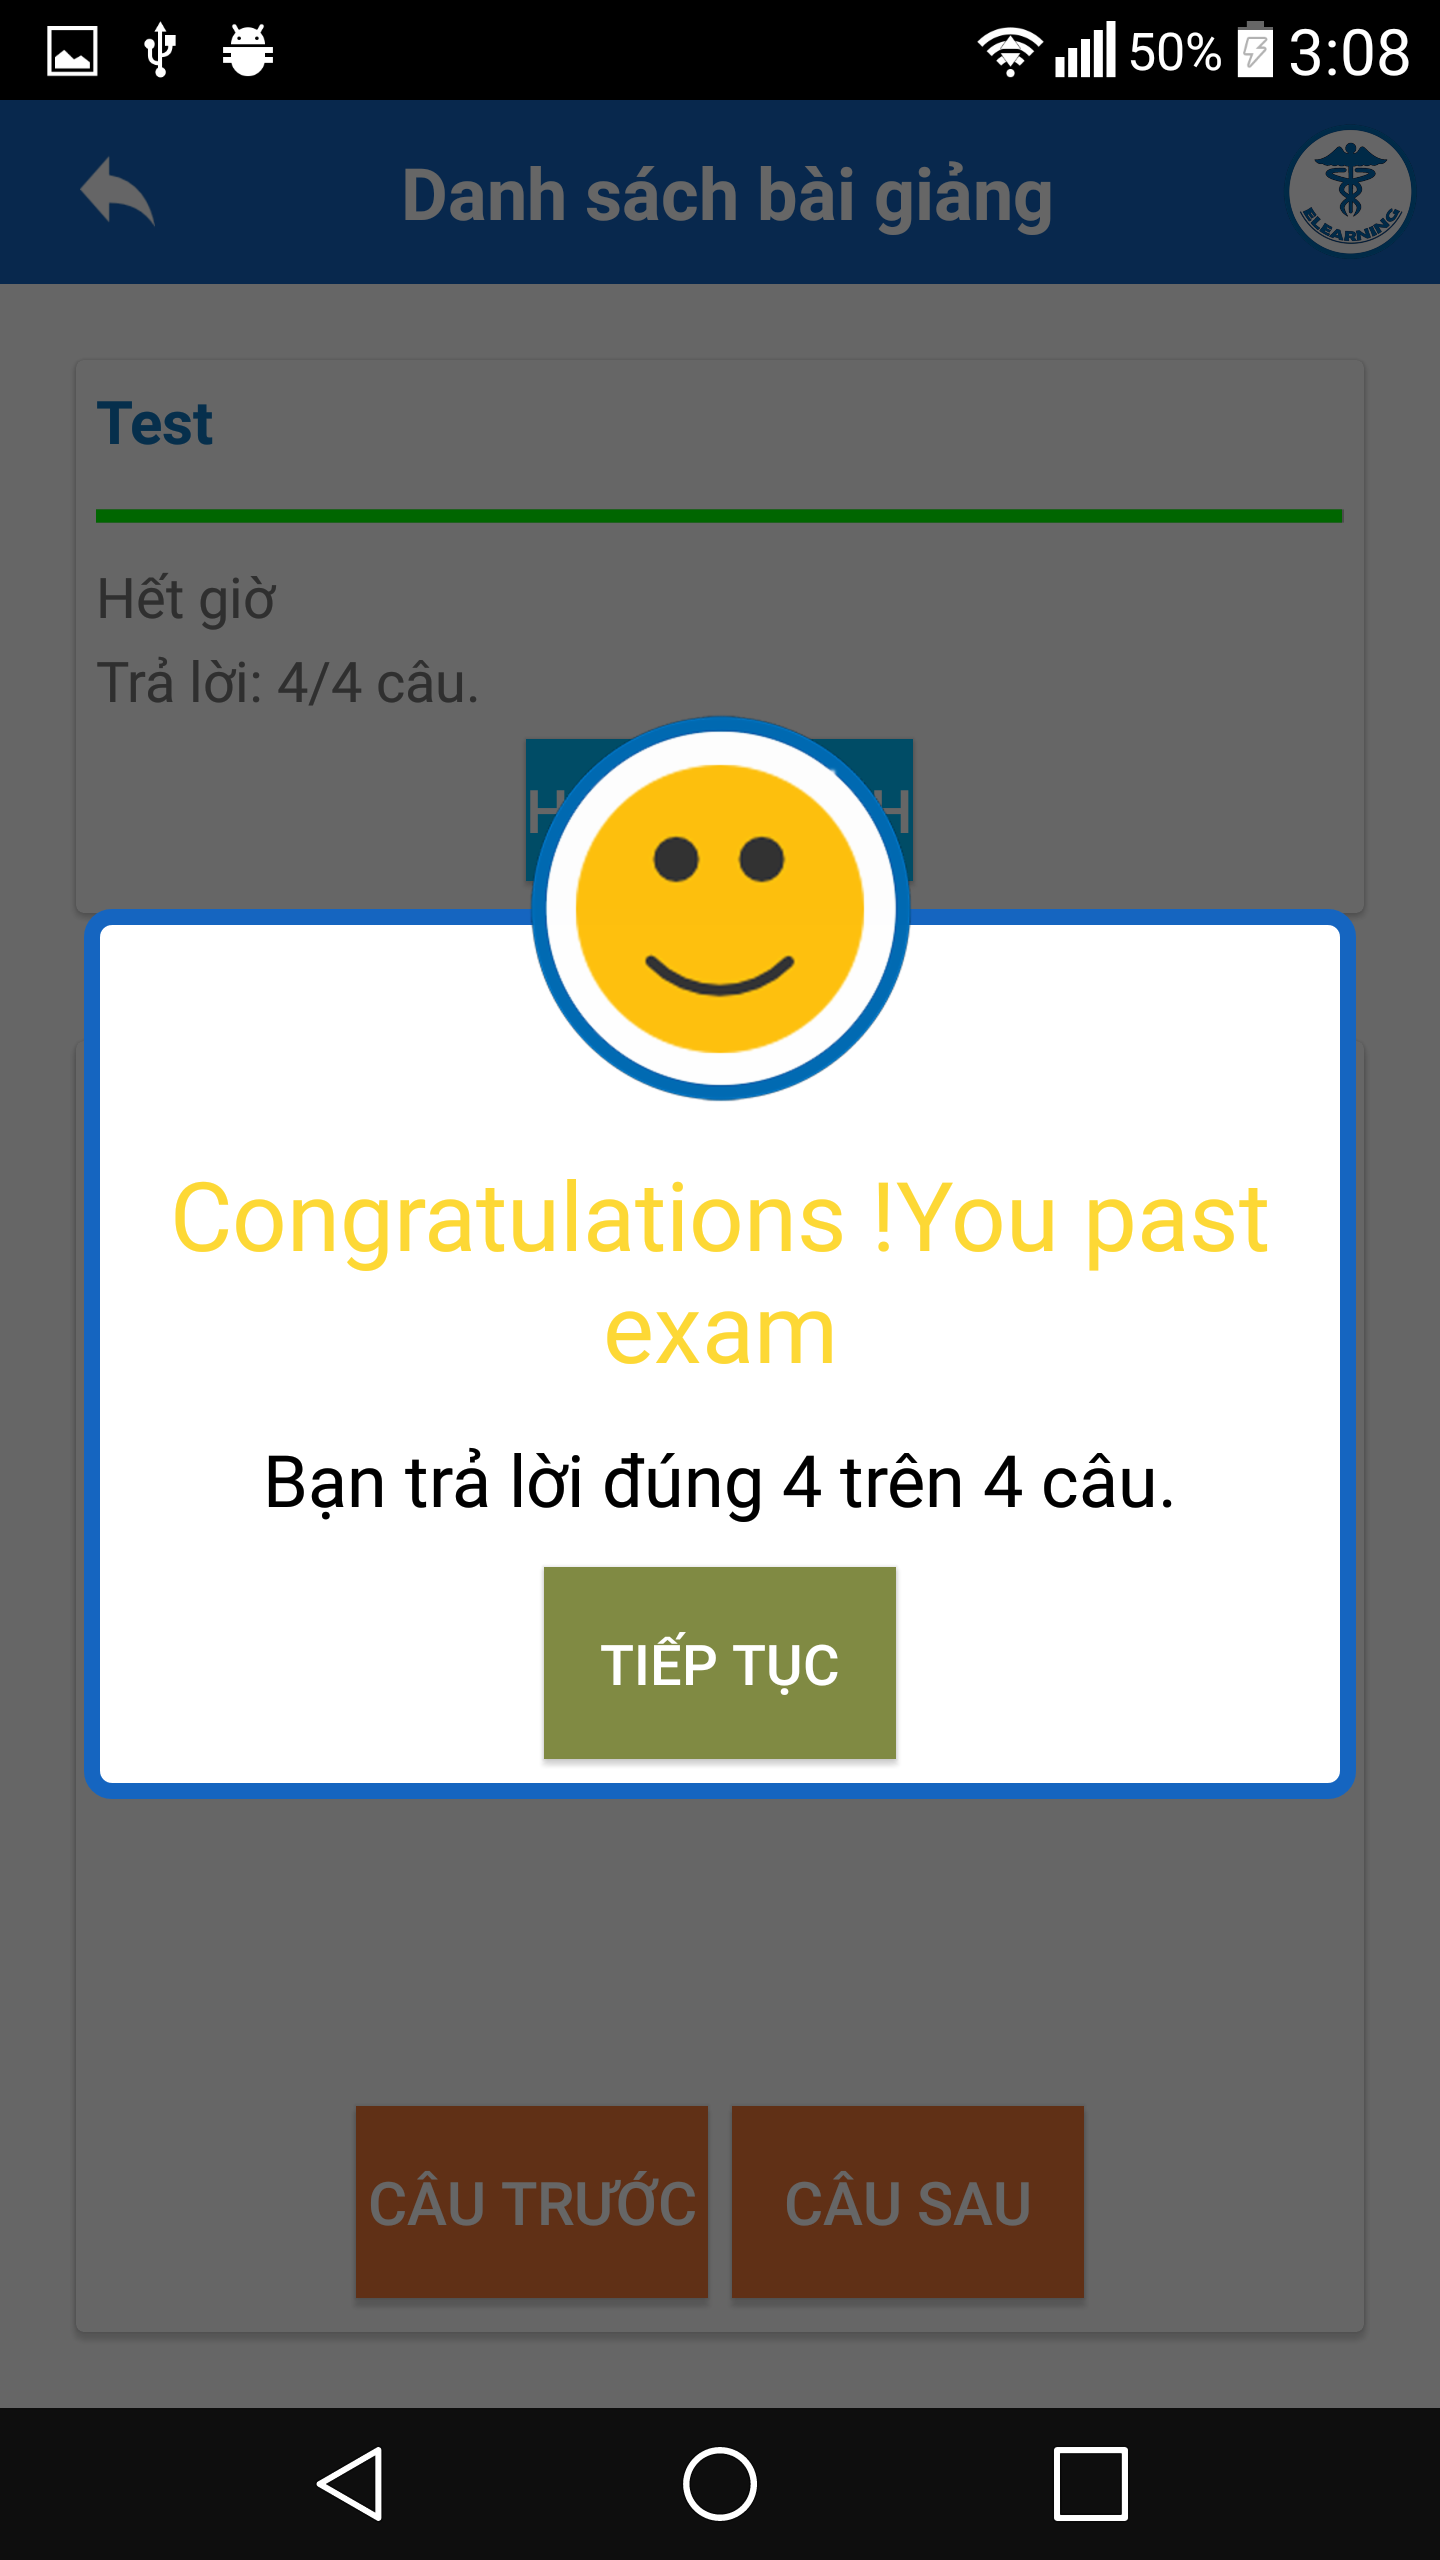 50% 3:08
Danh sách bài giảng
ELEARNING
Test
Hết giờ
Trả lời: 4/4 câu.
Congratulations !You past
exam
Bạn trả lời đúng 4 trên 4 câu.
TIẾP TỤC
CÂU TRƯỚC CÂU SAU